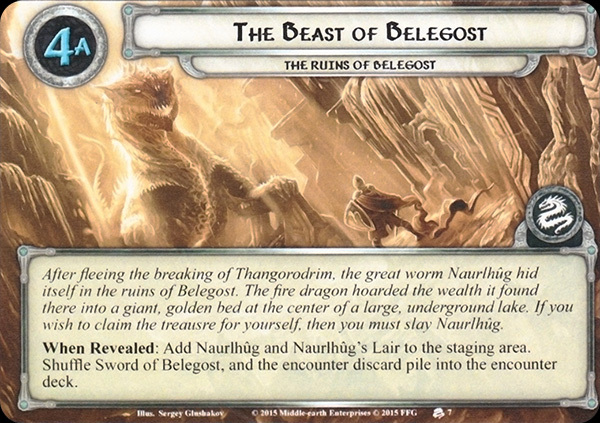 4A
THE BEAST OF BELEGOST
THE RUINS OF BELEGOST
After fleeing the breaking of Thangorodrim, the great worm Naurlhûg hid
itself in the ruins of Belegost. The fire dragon hoarded the wealth it found
there into a giant, golden bed at the center of a large, underground lake. If you
wish to claim the treausre for yourself, then you must slay Naurlhûg.
When Revealed: Add Naurlhûg and Naurlhûg's Lair to the staging area.
Shuffle Sword of Belegost, and the encounter discard pile into the encounter
deck.
Illus. Sergey Glushakov © 2015 Middle-earth Enterprises © 2015 FFG 7